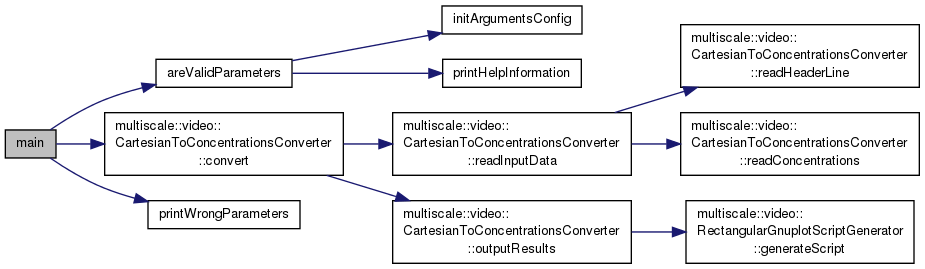 main
areValidParameters
initArgumentsConfig
printHelpInformation
multiscale::video::
CartesianToConcentrationsConverter
::convert
multiscale::video::
CartesianToConcentrationsConverter
::readInputData
multiscale::video::
CartesianToConcentrationsConverter
::readHeaderLine
multiscale::video::
CartesianToConcentrationsConverter
::readConcentrations
multiscale::video::
CartesianToConcentrationsConverter
::outputResults
multiscale::video::
RectangularGnuplotScriptGenerator
::generateScript
printWrongParameters